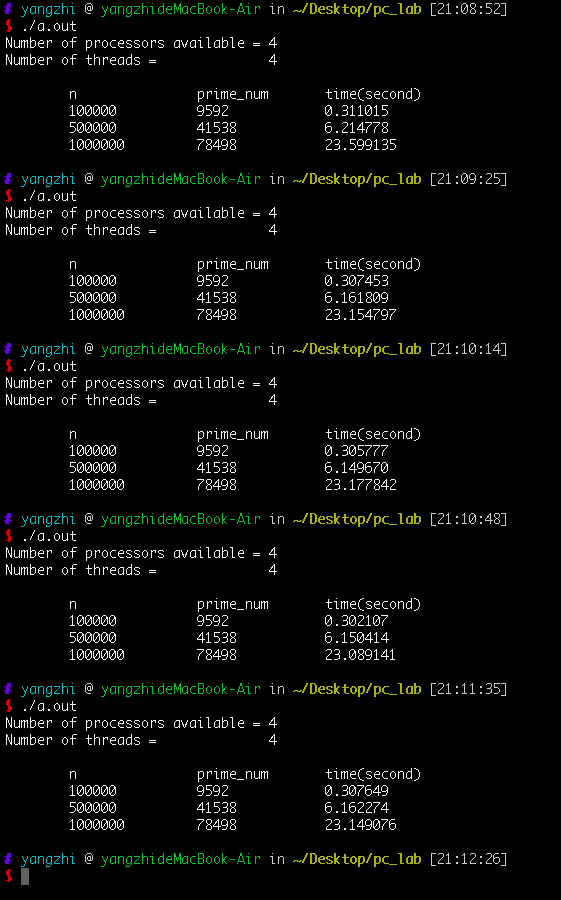 # yangzhi @ yangzhideMacBook-Air in ~/Desktop/pc_lab [21:08:52]
$ ./a.out
Number of processors available = 4
Number of threads = 4
n prime_num time(second)
100000 9592 0.311015
500000 41538 6.214778
1000000 78498 23.599135
# yangzhi @ yangzhideMacBook-Air in ~/Desktop/pc_lab [21:09:25]
$ ./a.out
Number of processors available = 4
Number of threads = 4
n prime_num time(second)
100000 9592 0.307453
500000 41538 6.161809
1000000 78498 23.154797
# yangzhi @ yangzhideMacBook-Air in ~/Desktop/pc_lab [21:10:14]
$ ./a.out
Number of processors available = 4
Number of threads = 4
n prime_num time(second)
100000 9592 0.305777
500000 41538 6.149670
1000000 78498 23.177842
# yangzhi @ yangzhideMacBook-Air in ~/Desktop/pc_lab [21:10:48]
$ ./a.out
Number of processors available = 4
Number of threads = 4
n prime_num time(second)
100000 9592 0.302107
500000 41538 6.150414
1000000 78498 23.089141
# yangzhi @ yangzhideMacBook-Air in ~/Desktop/pc_lab [21:11:35]
$ ./a.out
Number of processors available = 4
Number of threads = 4
n prime_num time(second)
100000 9592 0.307649
500000 41538 6.162274
1000000 78498 23.149076
# yangzhi @ yangzhideMacBook-Air in ~/Desktop/pc_lab [21:12:26]
$